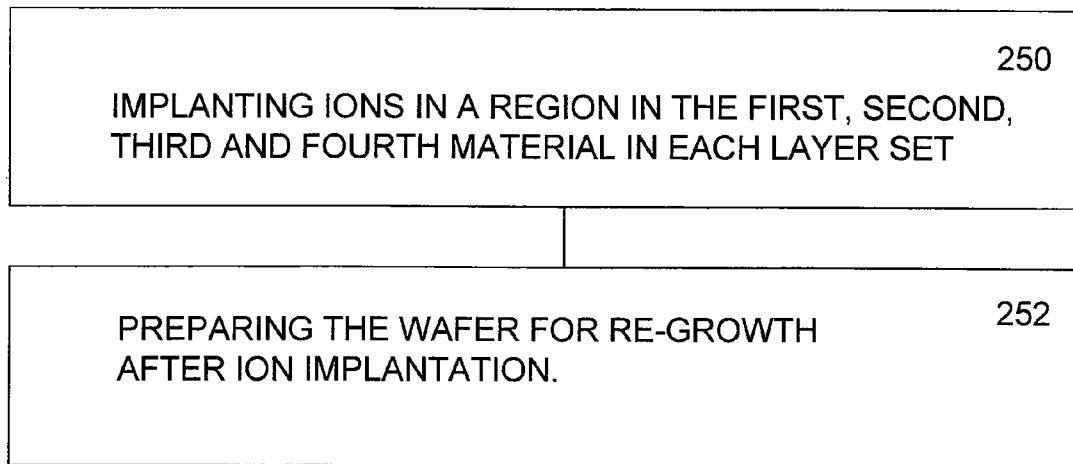 250
IMPLANTING IONS IN A REGION IN THE FIRST, SECOND,
THIRD AND FOURTH MATERIAL IN EACH LAYER SET
252
PREPARING THE WAFER FOR RE-GROWTH
AFTER ION IMPLANTATION.